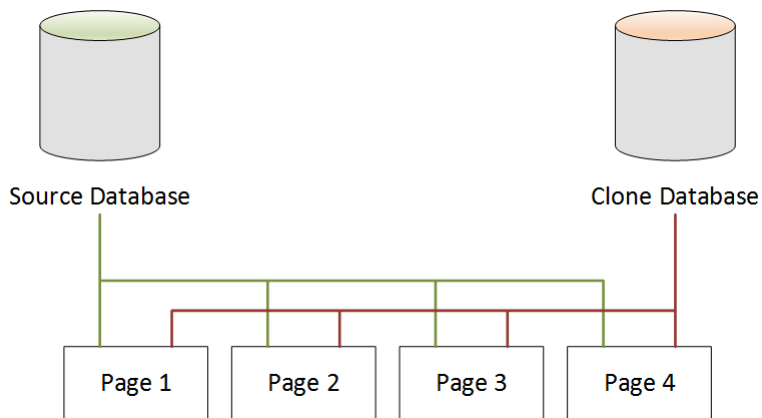 Source Database
Clone Database
Page 1
Page 2
Page 3
Page 4